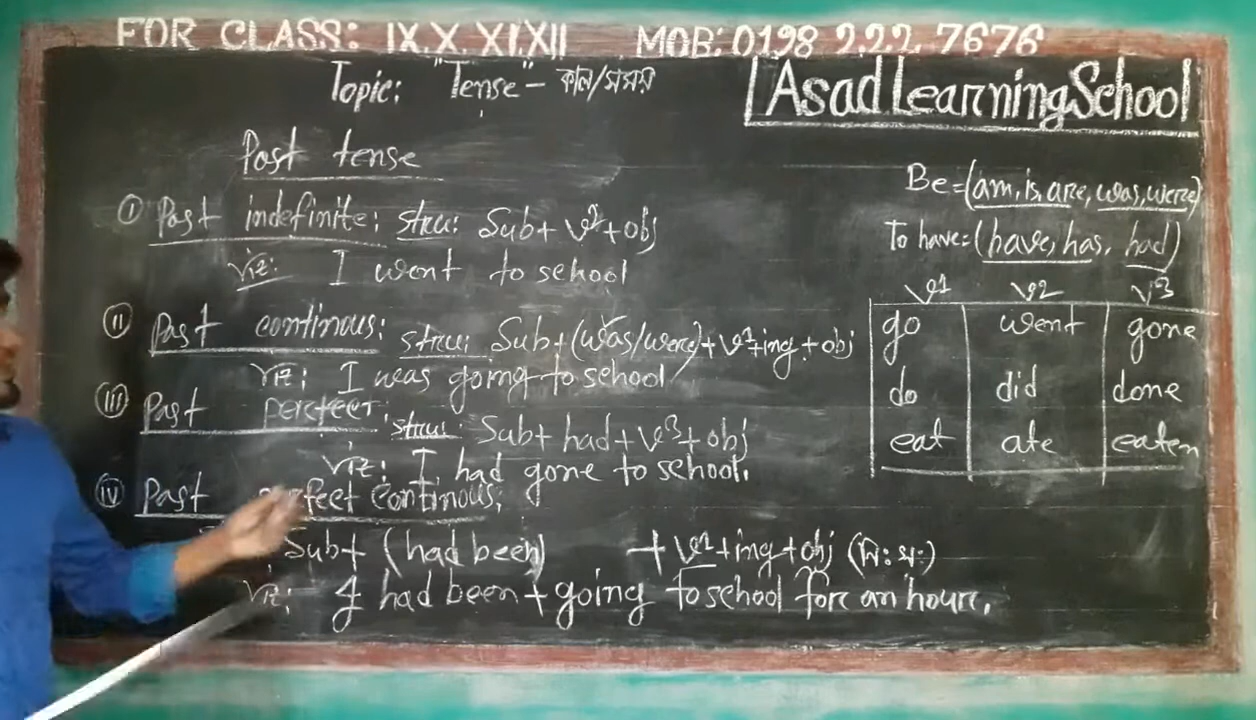 FOR CLASS: IX.X.XI.XII MOB: 0198 222 7676
Topic: "Tense" - কাল/সময়
Asad Learning School
Past tense
① Past indefinite: stru: Sub + V2 + obj
Viz: I went to school
② Past continous: stru: Sub + (was/were) + V1+ing + obj
Viz: I was going to school
③ Past perfect: stru: Sub + had + V3 + obj
Viz: I had gone to school.
④ Past perfect continous:
Sub + (had been) + V1+ing+obj (নি: স:)
Viz: I had been + going to school for an hour.
Be=(am, is, are, was, were)
To have=(have, has, had)
V1 V2 V3
go went gone
do did done
eat ate eaten